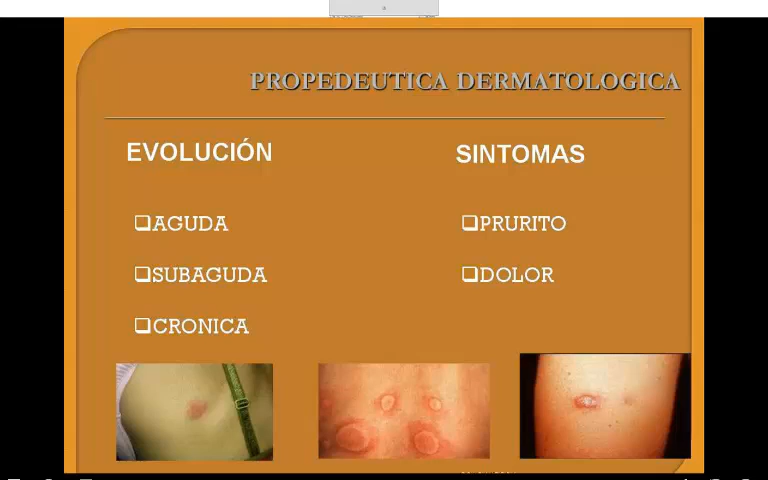 PROPEDEUTICA DERMATOLOGICA
EVOLUCIÓN
SINTOMAS
AGUDA
PRURITO
SUBAGUDA
DOLOR
CRONICA